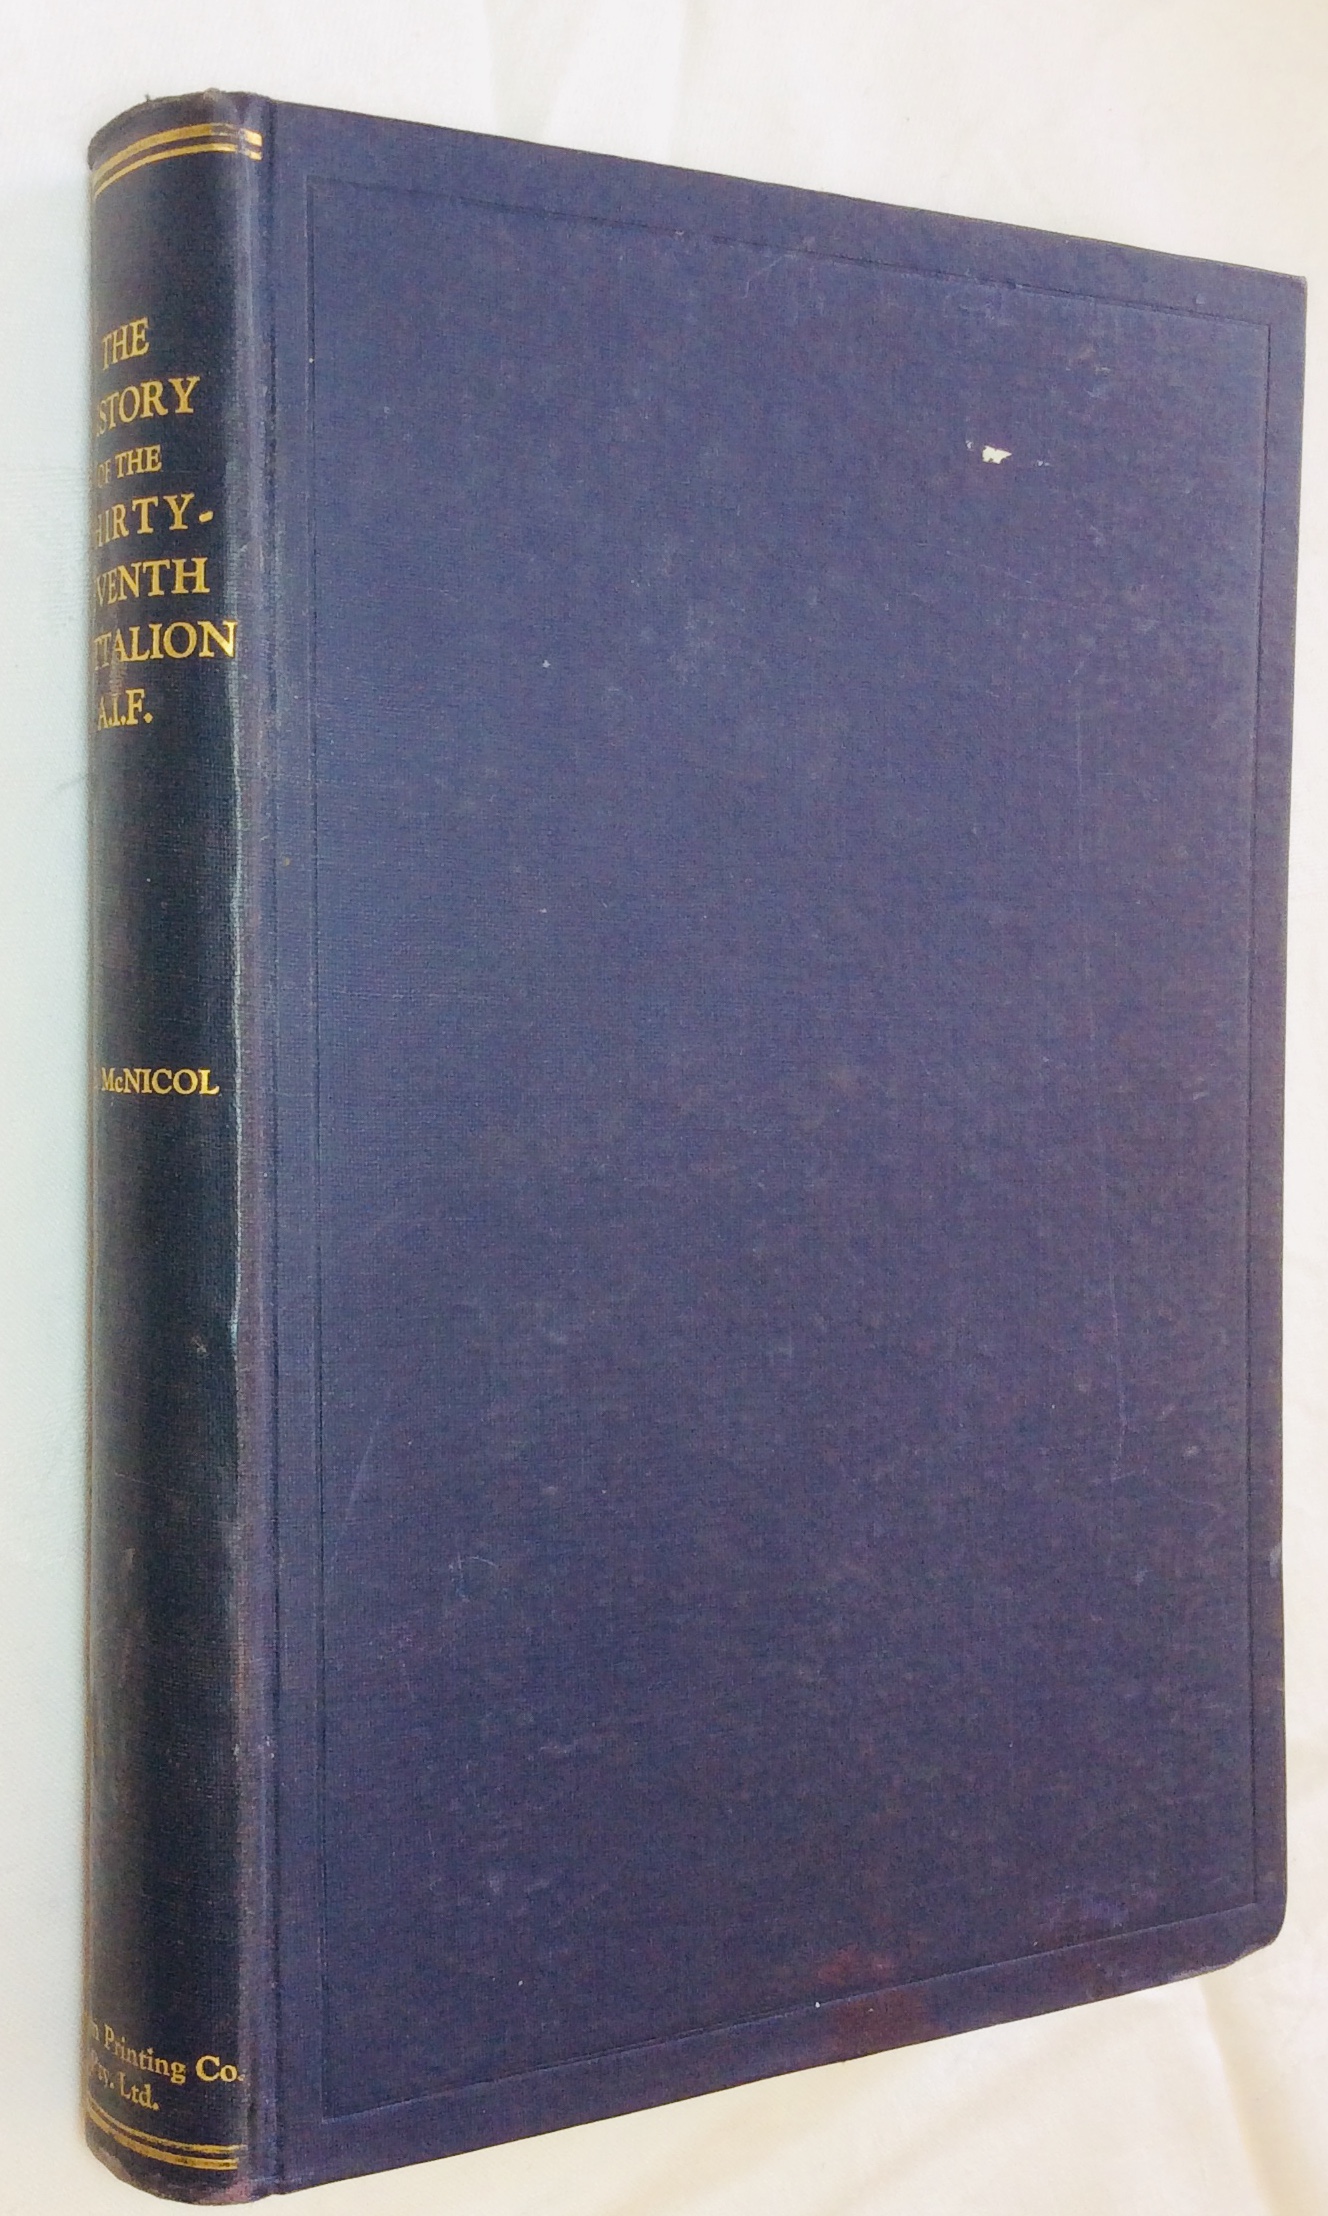 THE
STORY
OF THE
HIRTY-
VENTH
TTALION
A.I.F.
McNICOL
n Printing Co.
Pty. Ltd.